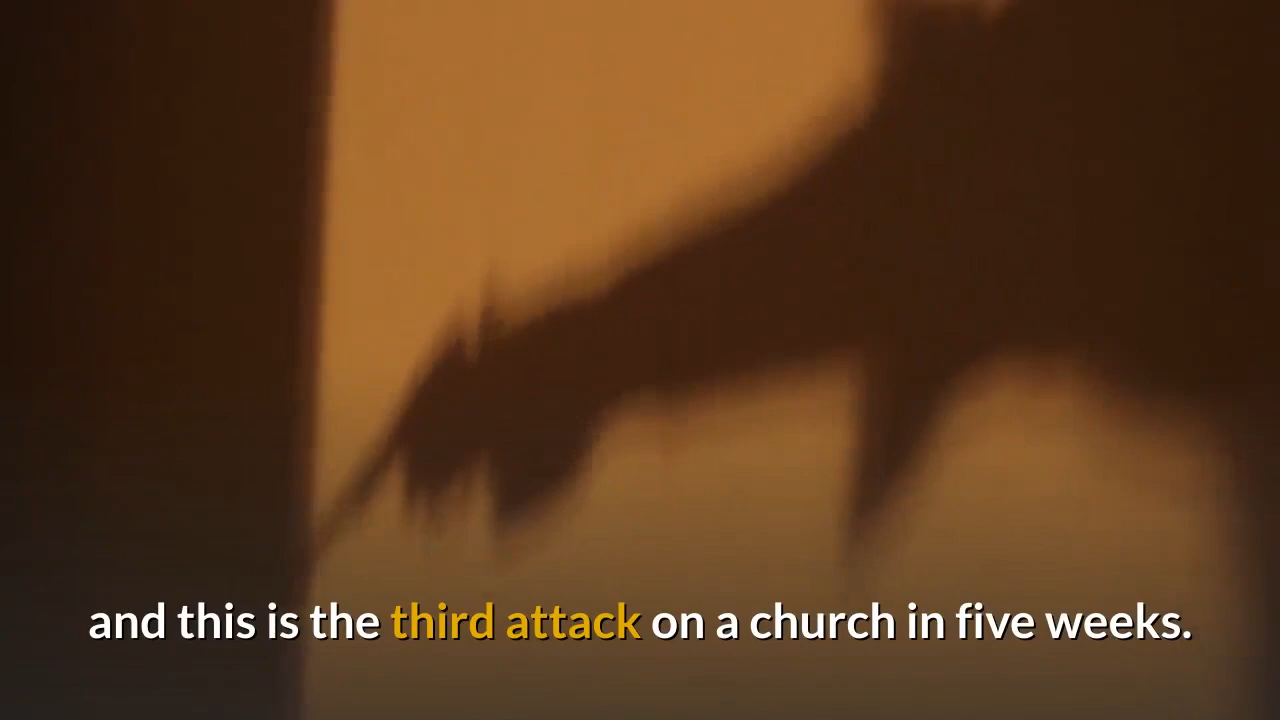 and this is the third attack on a church in five weeks.